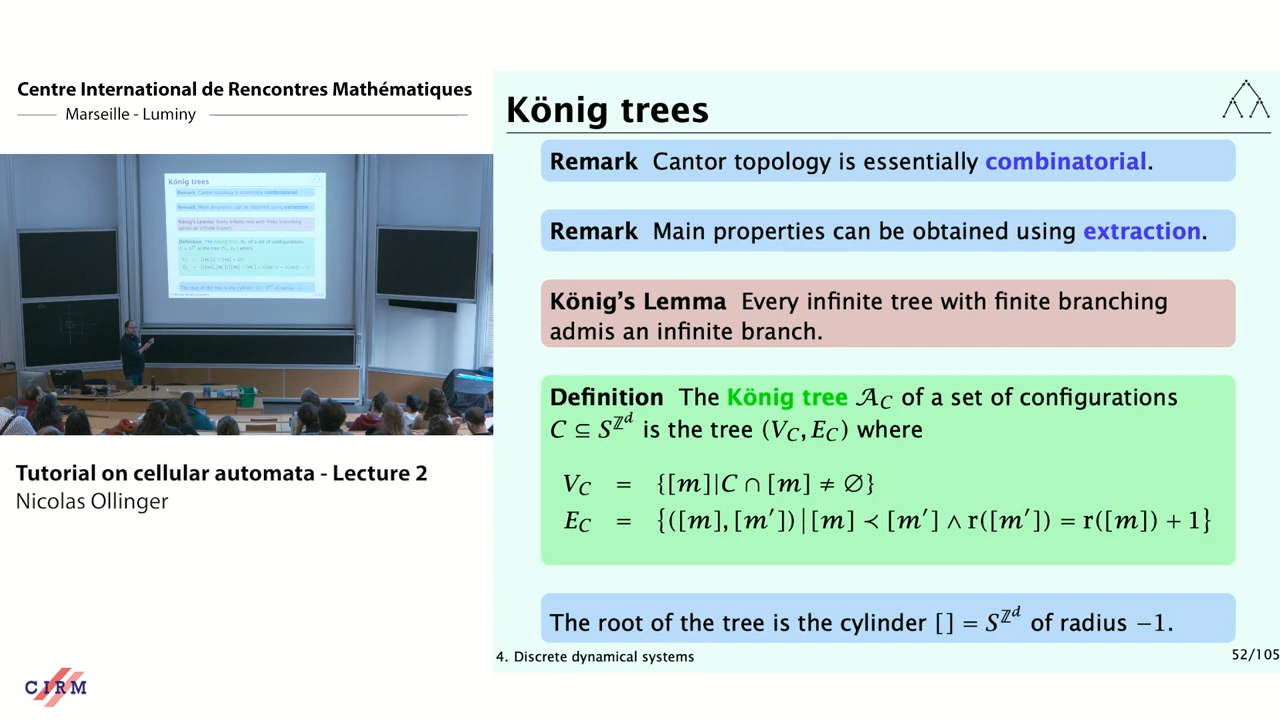 Centre International de Rencontres Mathématiques
Marseille - Luminy
König trees
Remark Cantor topology is essentially combinatorial.
Remark Main properties can be obtained using extraction.
König's Lemma Every infinite tree with finite branching
admis an infinite branch.
Definition The König tree 𝒜_C of a set of configurations
C ⊆ S^{ℤ^d} is the tree (V_C, E_C) where
V_C = {[m]|C ∩ [m] ≠ ∅}
E_C = {([m], [m′]) | [m] ≺ [m′] ∧ r([m′]) = r([m]) + 1}
The root of the tree is the cylinder [] = S^{ℤ^d} of radius −1.
4. Discrete dynamical systems
52/105
Tutorial on cellular automata - Lecture 2
Nicolas Ollinger
CIRM